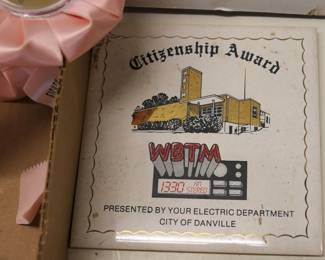 Citizenship Award
WBTM
1330 AM
STEREO
PRESENTED BY YOUR ELECTRIC DEPARTMENT
CITY OF DANVILLE